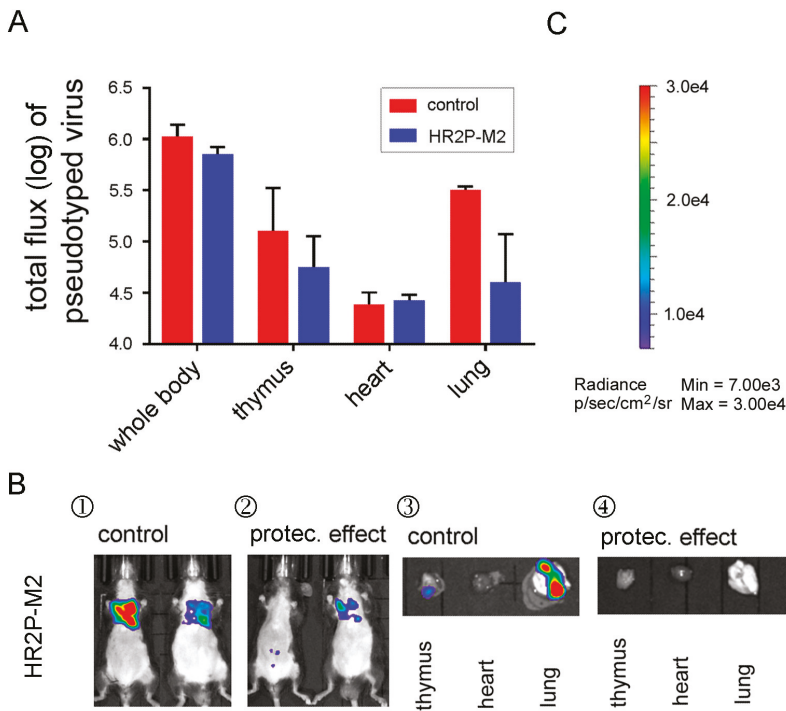 A
C
total flux (log) of
pseudotyped virus
6.5
6.0
5.5
5.0
4.5
4.0
control
HR2P-M2
whole body
thymus
heart
lung
3.0e4
2.0e4
1.0e4
Radiance Min = 7.00e3
p/sec/cm²/sr Max = 3.00e4
B
HR2P-M2
① ② ③ ④
control protec. effect control protec. effect
thymus heart lung thymus heart lung